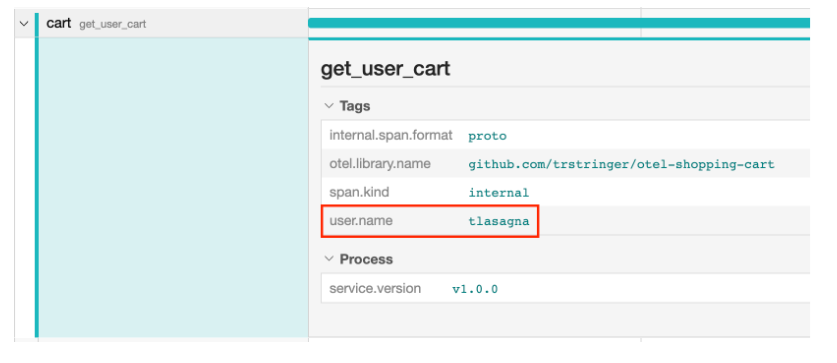 cart get_user_cart
get_user_cart
Tags
internal.span.format proto
otel.library.name github.com/trstringer/otel-shopping-cart
span.kind internal
user.name tlasagna
Process
service.version v1.0.0